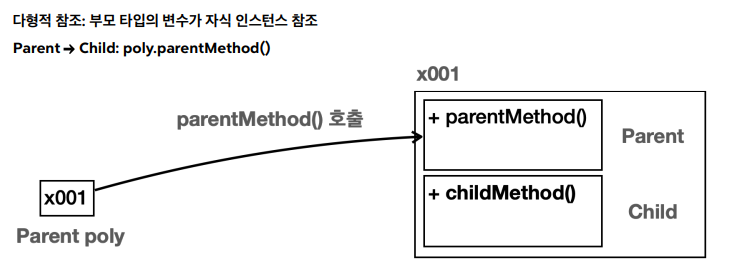 다형적 참조: 부모 타입의 변수가 자식 인스턴스 참조
Parent → Child: poly.parentMethod()
x001
parentMethod() 호출
+ parentMethod()
Parent
x001
+ childMethod()
Child
Parent poly